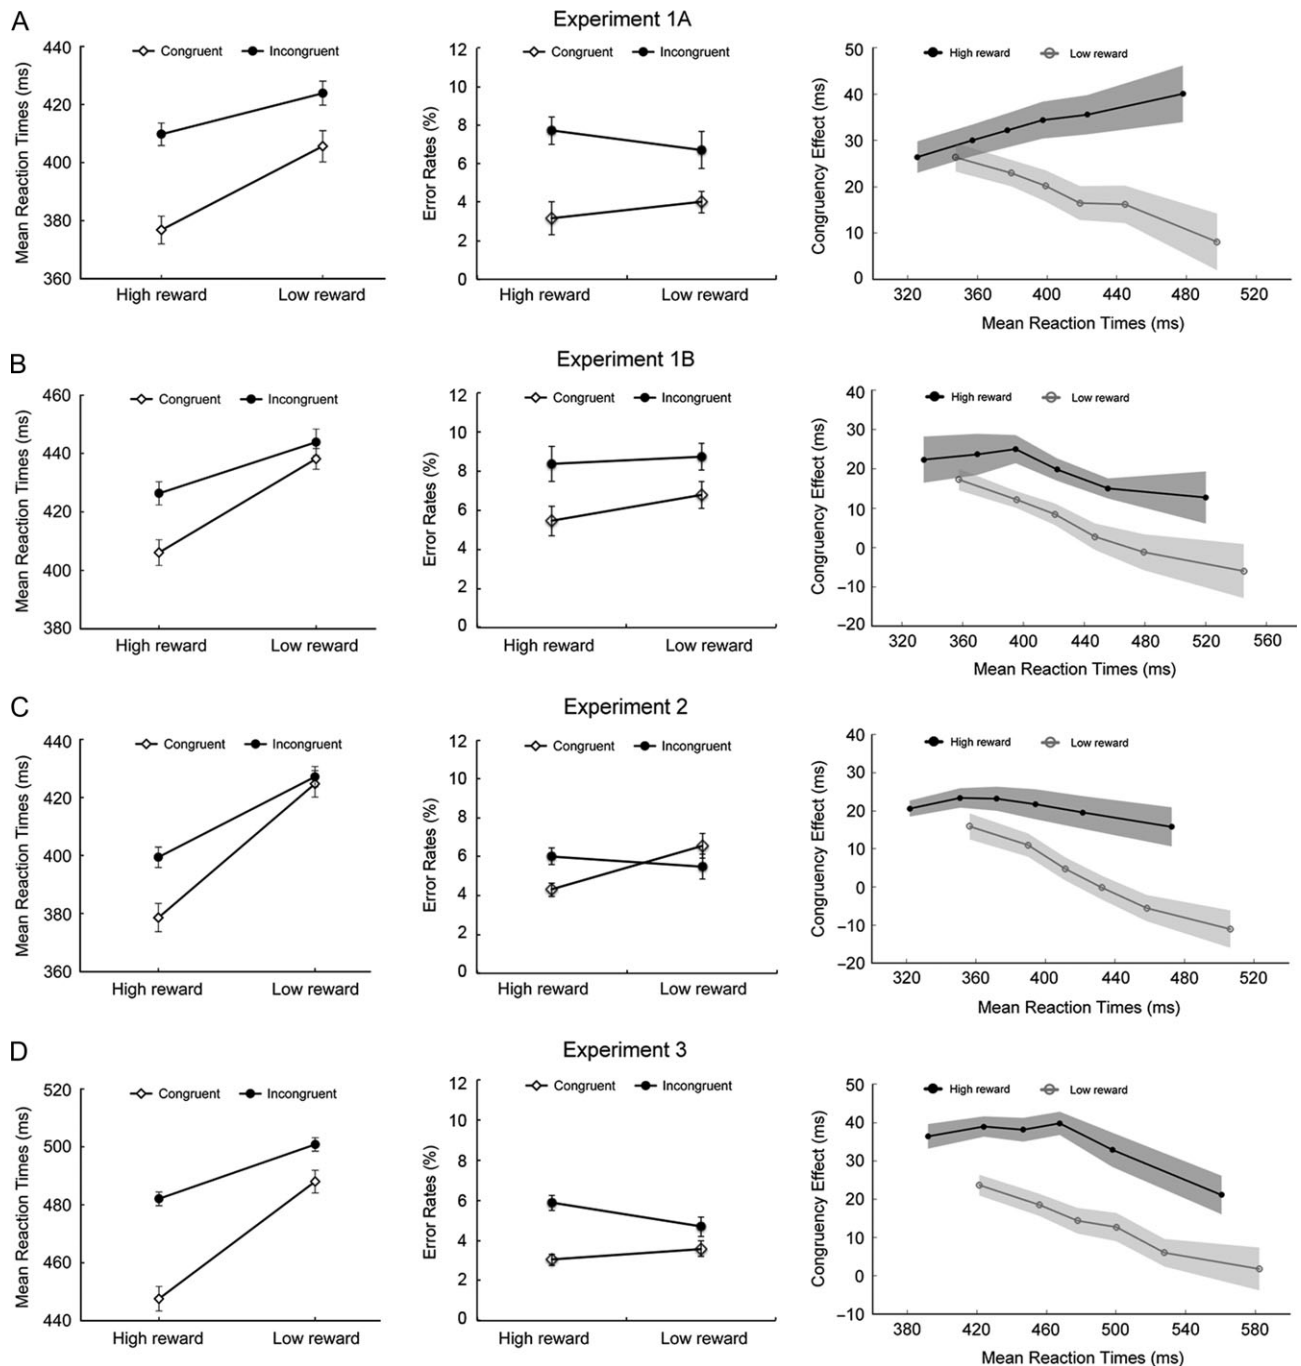 A
Experiment 1A
Mean Reaction Times (ms)
440
420
400
380
360
Congruent
Incongruent
High reward
Low reward
Error Rates (%)
12
10
8
6
4
2
0
Congruent
Incongruent
High reward
Low reward
Congruency Effect (ms)
50
40
30
20
10
0
High reward
Low reward
320
360
400
440
480
520
Mean Reaction Times (ms)
B
Experiment 1B
Mean Reaction Times (ms)
460
440
420
400
380
Congruent
Incongruent
High reward
Low reward
Error Rates (%)
12
10
8
6
4
2
0
Congruent
Incongruent
High reward
Low reward
Congruency Effect (ms)
40
30
20
10
0
–10
–20
High reward
Low reward
320
360
400
440
480
520
560
Mean Reaction Times (ms)
C
Experiment 2
Mean Reaction Times (ms)
440
420
400
380
360
Congruent
Incongruent
High reward
Low reward
Error Rates (%)
12
10
8
6
4
2
0
Congruent
Incongruent
High reward
Low reward
Congruency Effect (ms)
40
30
20
10
0
–10
–20
High reward
Low reward
320
360
400
440
480
520
Mean Reaction Times (ms)
D
Experiment 3
Mean Reaction Times (ms)
520
500
480
460
440
Congruent
Incongruent
High reward
Low reward
Error Rates (%)
12
10
8
6
4
2
0
Congruent
Incongruent
High reward
Low reward
Congruency Effect (ms)
50
40
30
20
10
0
–10
High reward
Low reward
380
420
460
500
540
580
Mean Reaction Times (ms)